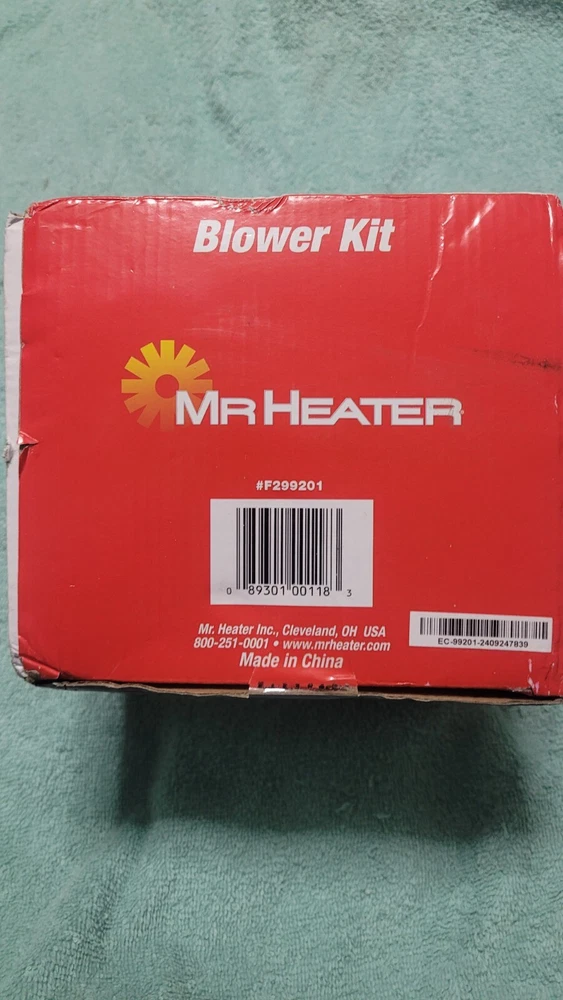 Blower Kit
MR HEATER
#F299201
0 89301 00118 3
Mr. Heater Inc., Cleveland, OH USA
800-251-0001 • www.mrheater.com
Made in China
EC-99201-2409247839